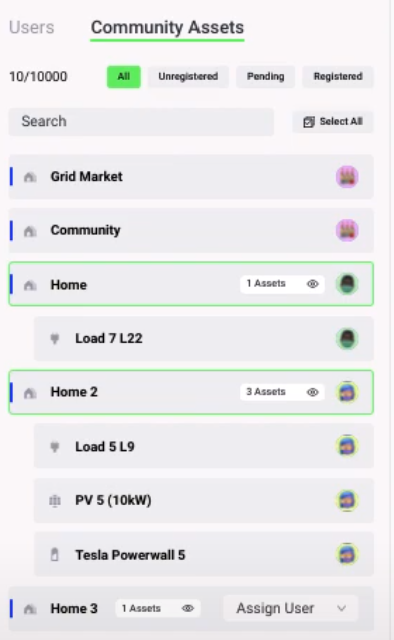 Users Community Assets
10/10000 All Unregistered Pending Registered
Search Select All
Grid Market
Community
Home 1 Assets
Load 7 L22
Home 2 3 Assets
Load 5 L9
PV 5 (10kW)
Tesla Powerwall 5
Home 3 1 Assets Assign User